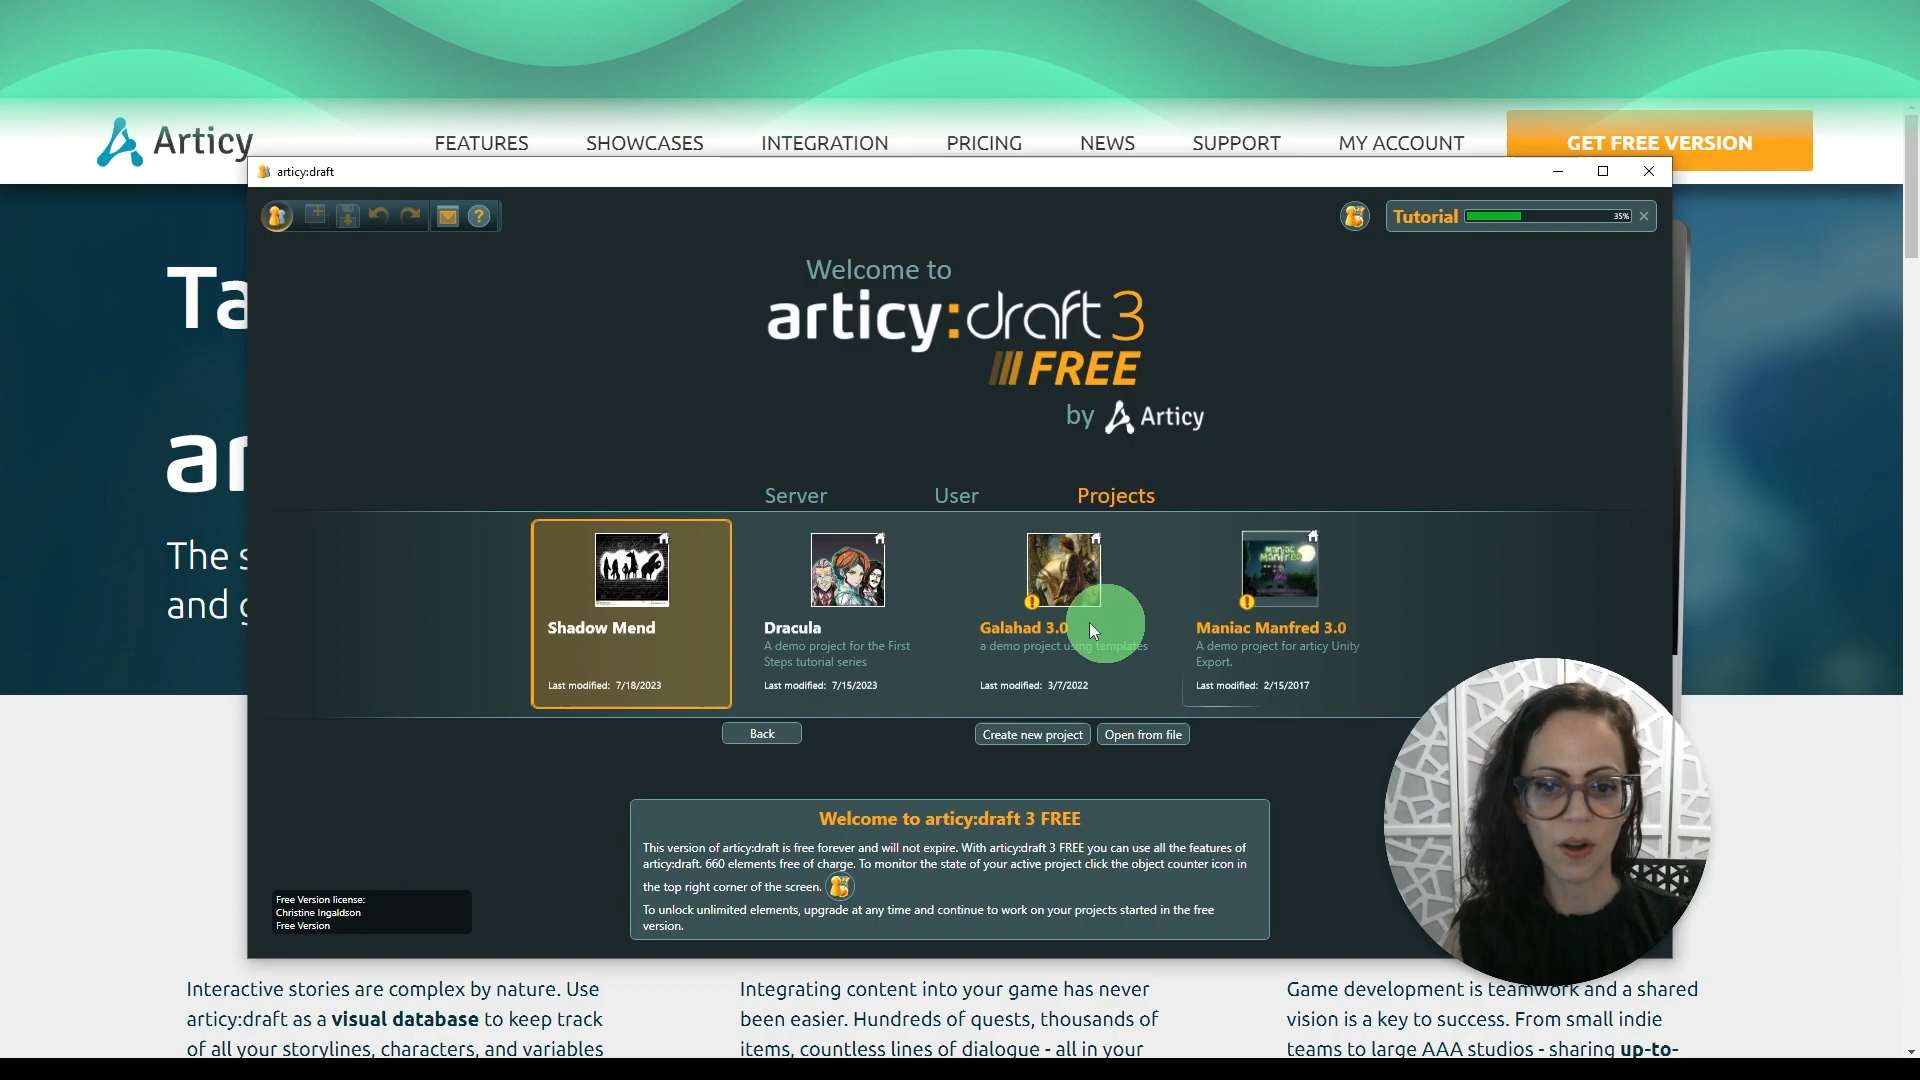 Articy
FEATURES
SHOWCASES
INTEGRATION
PRICING
NEWS
SUPPORT
MY ACCOUNT
GET FREE VERSION
articy:draft
?
Tutorial
35%
Ta
ar
The s
and g
Welcome to
articy:draft 3
FREE
by Articy
Server
User
Projects
Shadow Mend
Last modified: 7/18/2023
Dracula
A demo project for the First
Steps tutorial series
Last modified: 7/15/2023
Galahad 3.0
a demo project using templates
Last modified: 3/7/2022
Maniac Manfred
Maniac Manfred 3.0
A demo project for articy Unity
Export.
Last modified: 2/15/2017
Back
Create new project
Open from file
Welcome to articy:draft 3 FREE
This version of articy:draft is free forever and will not expire. With articy:draft 3 FREE you can use all the features of
articy:draft. 660 elements free of charge. To monitor the state of your active project click the object counter icon in
the top right corner of the screen.
To unlock unlimited elements, upgrade at any time and continue to work on your projects started in the free
version.
Free Version license:
Christine Ingaldson
Free Version
Interactive stories are complex by nature. Use
articy:draft as a visual database to keep track
of all your storylines, characters, and variables
Integrating content into your game has never
been easier. Hundreds of quests, thousands of
items, countless lines of dialogue - all in your
Game development is teamwork and a shared
vision is a key to success. From small indie
teams to large AAA studios - sharing up-to-